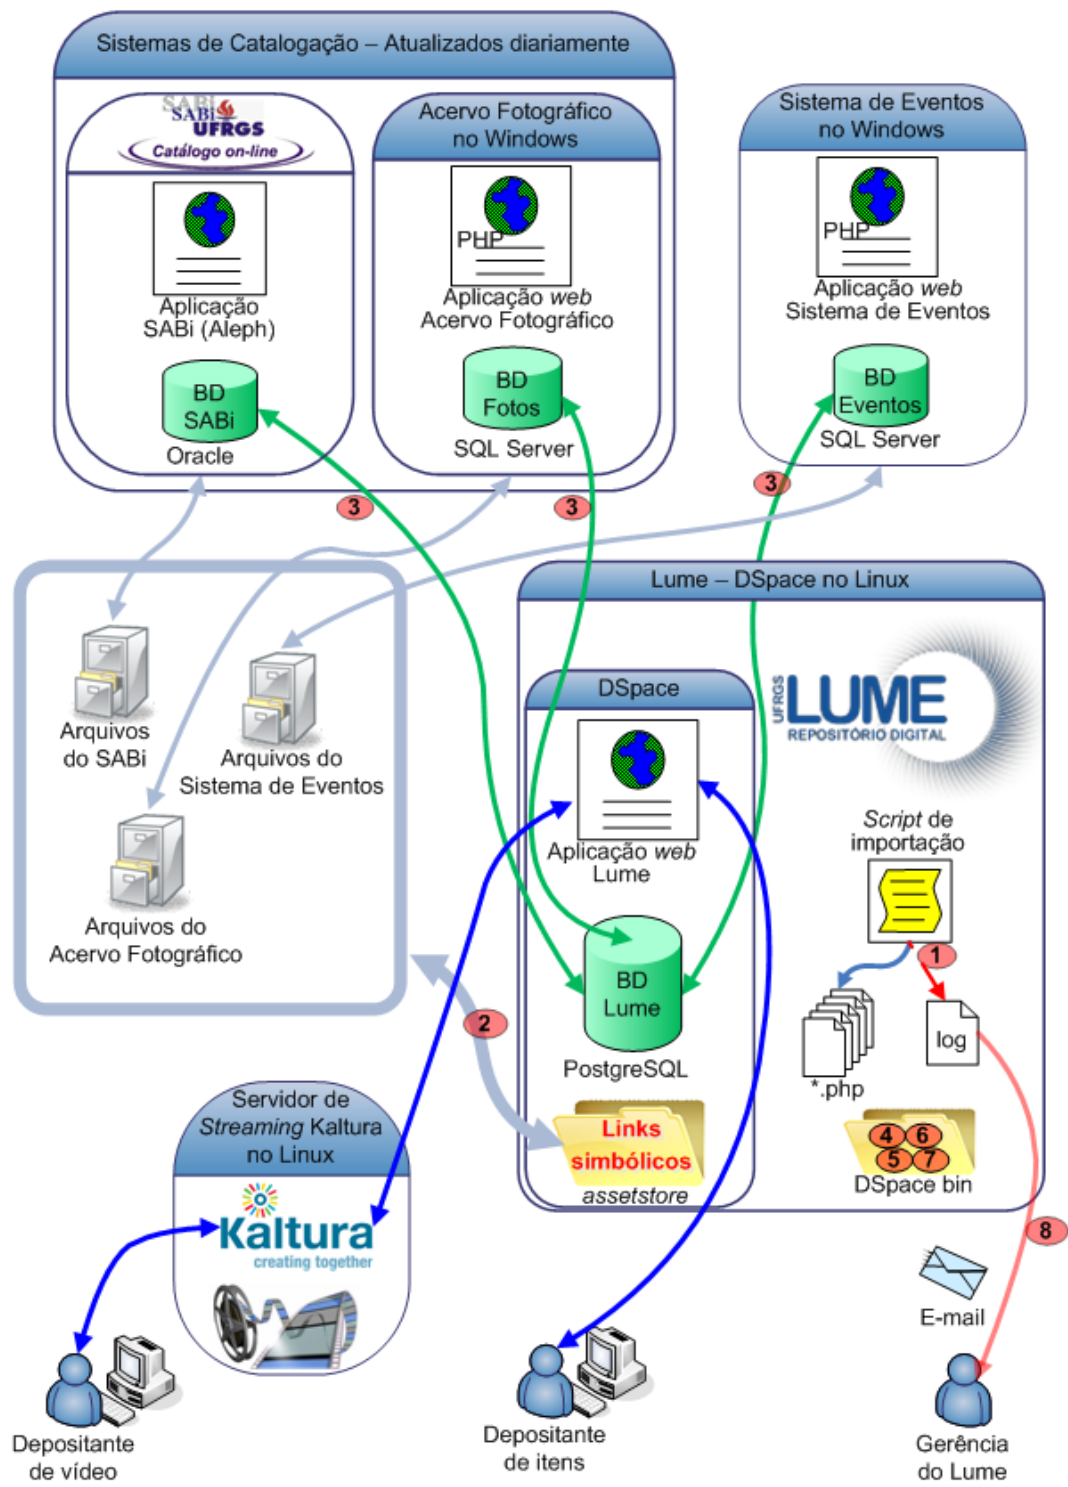 Sistemas de Catalogação – Atualizados diariamente
SABi
SABi
UFRGS
Catálogo on-line
Acervo Fotográfico
no Windows
Sistema de Eventos
no Windows
PHP
PHP
Aplicação
SABi (Aleph)
Aplicação web
Acervo Fotográfico
Aplicação web
Sistema de Eventos
BD
SABi
Oracle
BD
Fotos
SQL Server
BD
Eventos
SQL Server
3
3
3
Arquivos
do SABi
Arquivos do
Sistema de Eventos
Arquivos do
Acervo Fotográfico
Lume – DSpace no Linux
DSpace
UFRGS
LUME
REPOSITÓRIO DIGITAL
Aplicação web
Lume
Script de
importação
1
BD
Lume
PostgreSQL
*.php
log
2
Links
simbólicos
assetstore
4
6
5
7
DSpace bin
Servidor de
Streaming Kaltura
no Linux
Kaltura
creating together
8
E-mail
Depositante
de vídeo
Depositante
de itens
Gerência
do Lume